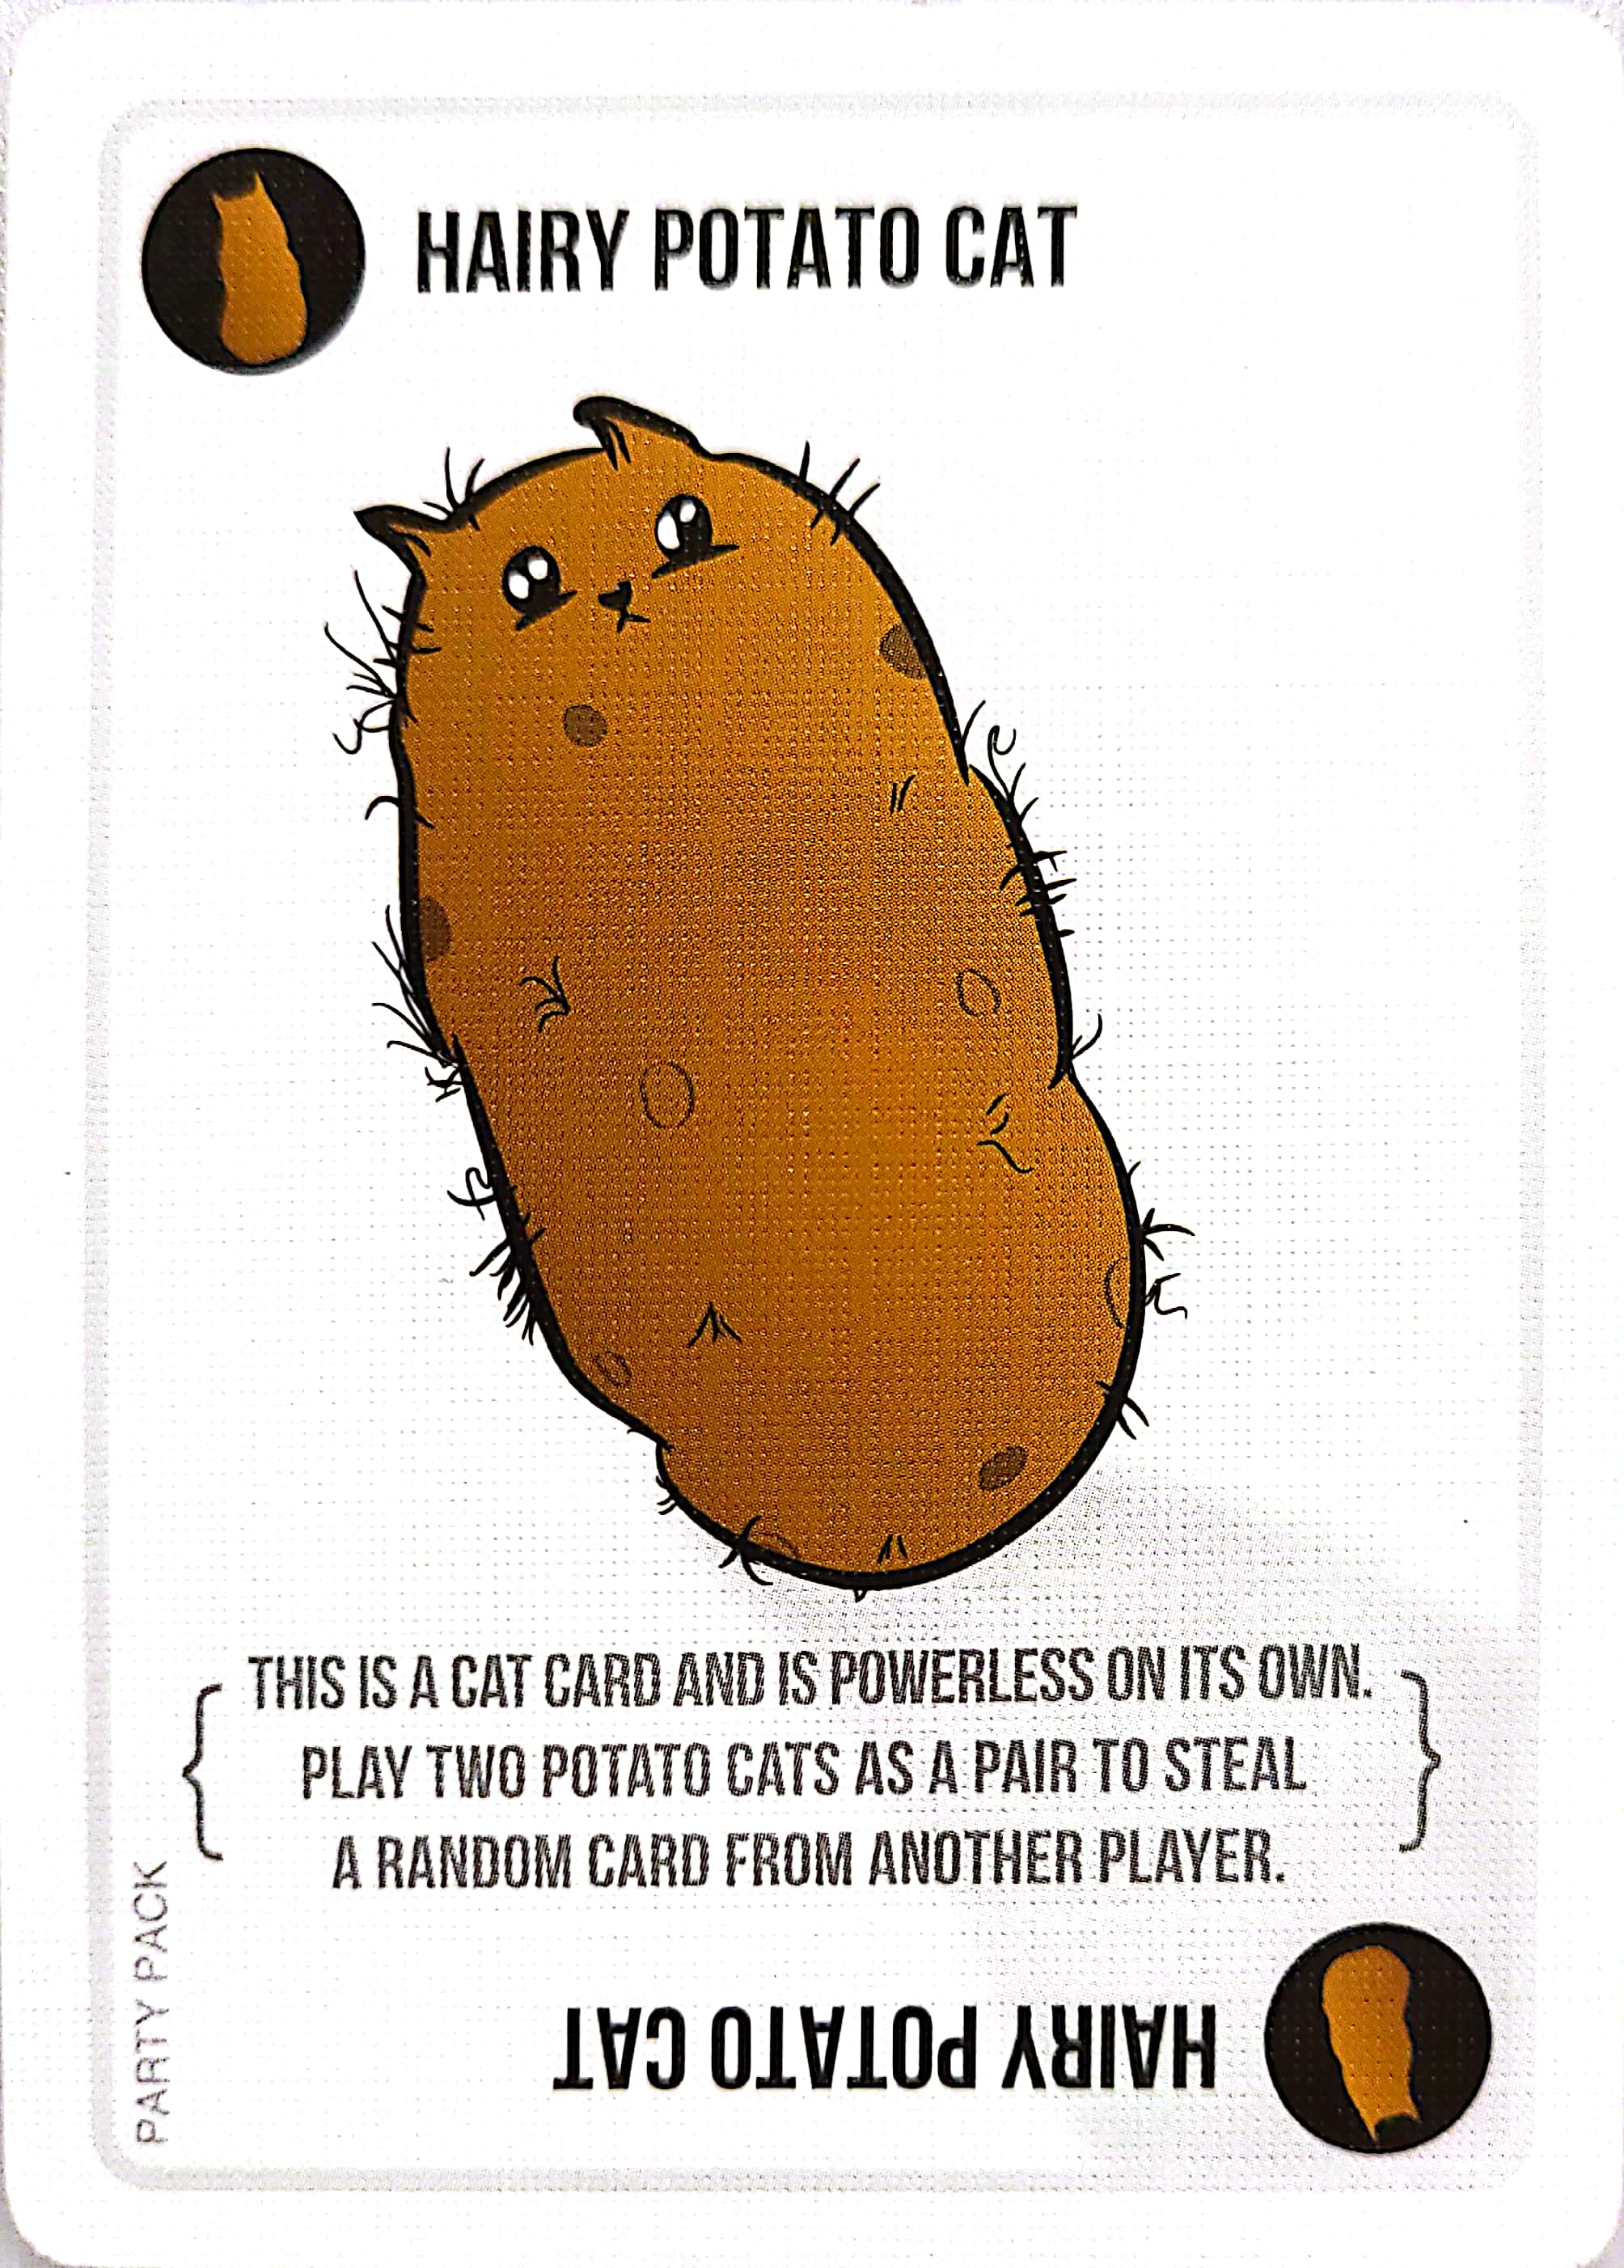 HAIRY POTATO CAT
THIS IS A CAT CARD AND IS POWERLESS ON ITS OWN.
PLAY TWO POTATO CATS AS A PAIR TO STEAL
A RANDOM CARD FROM ANOTHER PLAYER.
PARTY PACK
HAIRY POTATO CAT